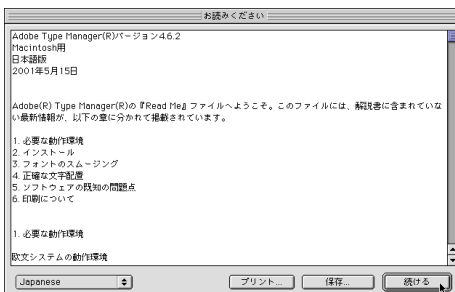 お読みください
Adobe Type Manager(R)バージョン4.6.2
Macintosh用
日本語版
2001年5月15日
Adobe(R) Type Manager(R)の『Read Me』ファイルへようこそ。このファイルには、解説書に含まれていな
い最新情報が、以下の章に分かれて掲載されています。
1. 必要な動作環境
2. インストール
3. フォントのスムージング
4. 正確な文字配置
5. ソフトウェアの既知の問題点
6. 印刷について
1. 必要な動作環境
欧文システムの動作環境
Japanese
プリント...
保存...
続ける